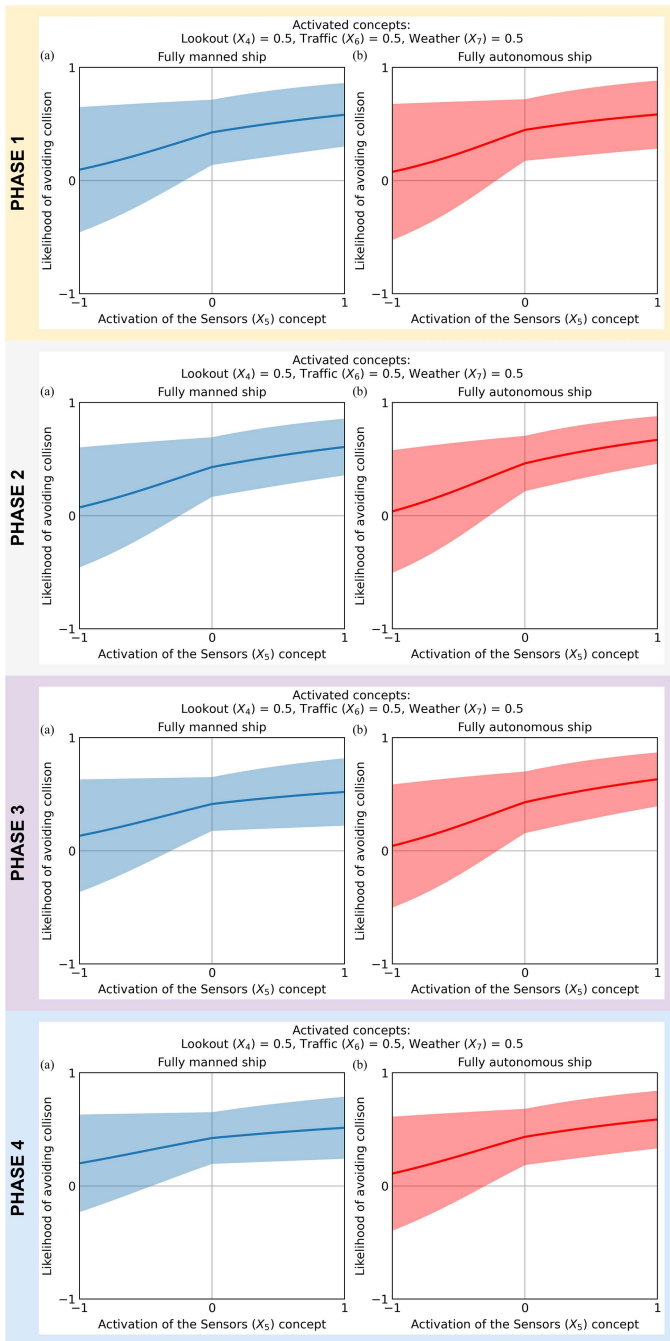 PHASE 1
Activated concepts:
Lookout (X4) = 0.5, Traffic (X6) = 0.5, Weather (X7) = 0.5
(a)
Fully manned ship
(b)
Fully autonomous ship
Likelihood of avoiding collison
1
0
−1
−1
0
1
Activation of the Sensors (X5) concept
Likelihood of avoiding collison
1
0
−1
−1
0
1
Activation of the Sensors (X5) concept
PHASE 2
Activated concepts:
Lookout (X4) = 0.5, Traffic (X6) = 0.5, Weather (X7) = 0.5
(a)
Fully manned ship
(b)
Fully autonomous ship
Likelihood of avoiding collison
1
0
−1
−1
0
1
Activation of the Sensors (X5) concept
Likelihood of avoiding collison
1
0
−1
−1
0
1
Activation of the Sensors (X5) concept
PHASE 3
Activated concepts:
Lookout (X4) = 0.5, Traffic (X6) = 0.5, Weather (X7) = 0.5
(a)
Fully manned ship
(b)
Fully autonomous ship
Likelihood of avoiding collison
1
0
−1
−1
0
1
Activation of the Sensors (X5) concept
Likelihood of avoiding collison
1
0
−1
−1
0
1
Activation of the Sensors (X5) concept
PHASE 4
Activated concepts:
Lookout (X4) = 0.5, Traffic (X6) = 0.5, Weather (X7) = 0.5
(a)
Fully manned ship
(b)
Fully autonomous ship
Likelihood of avoiding collison
1
0
−1
−1
0
1
Activation of the Sensors (X5) concept
Likelihood of avoiding collison
1
0
−1
−1
0
1
Activation of the Sensors (X5) concept